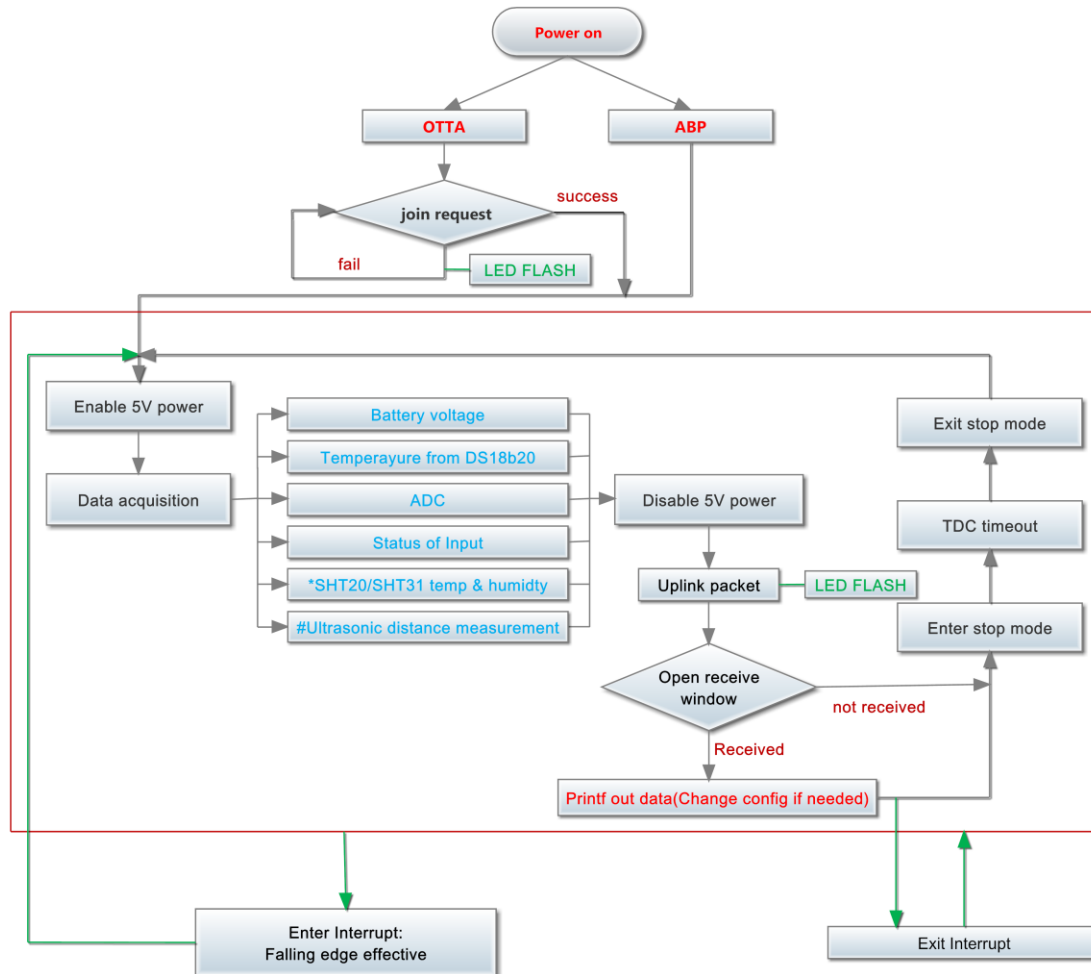 Power on
OTTA
ABP
join request
success
fail
LED FLASH
Enable 5V power
Data acquisition
Battery voltage
Temperayure from DS18b20
ADC
Status of Input
*SHT20/SHT31 temp & humidty
#Ultrasonic distance measurement
Disable 5V power
Uplink packet
LED FLASH
Open receive
window
not received
Received
Printf out data(Change config if needed)
Exit stop mode
TDC timeout
Enter stop mode
Enter Interrupt:
Falling edge effective
Exit Interrupt